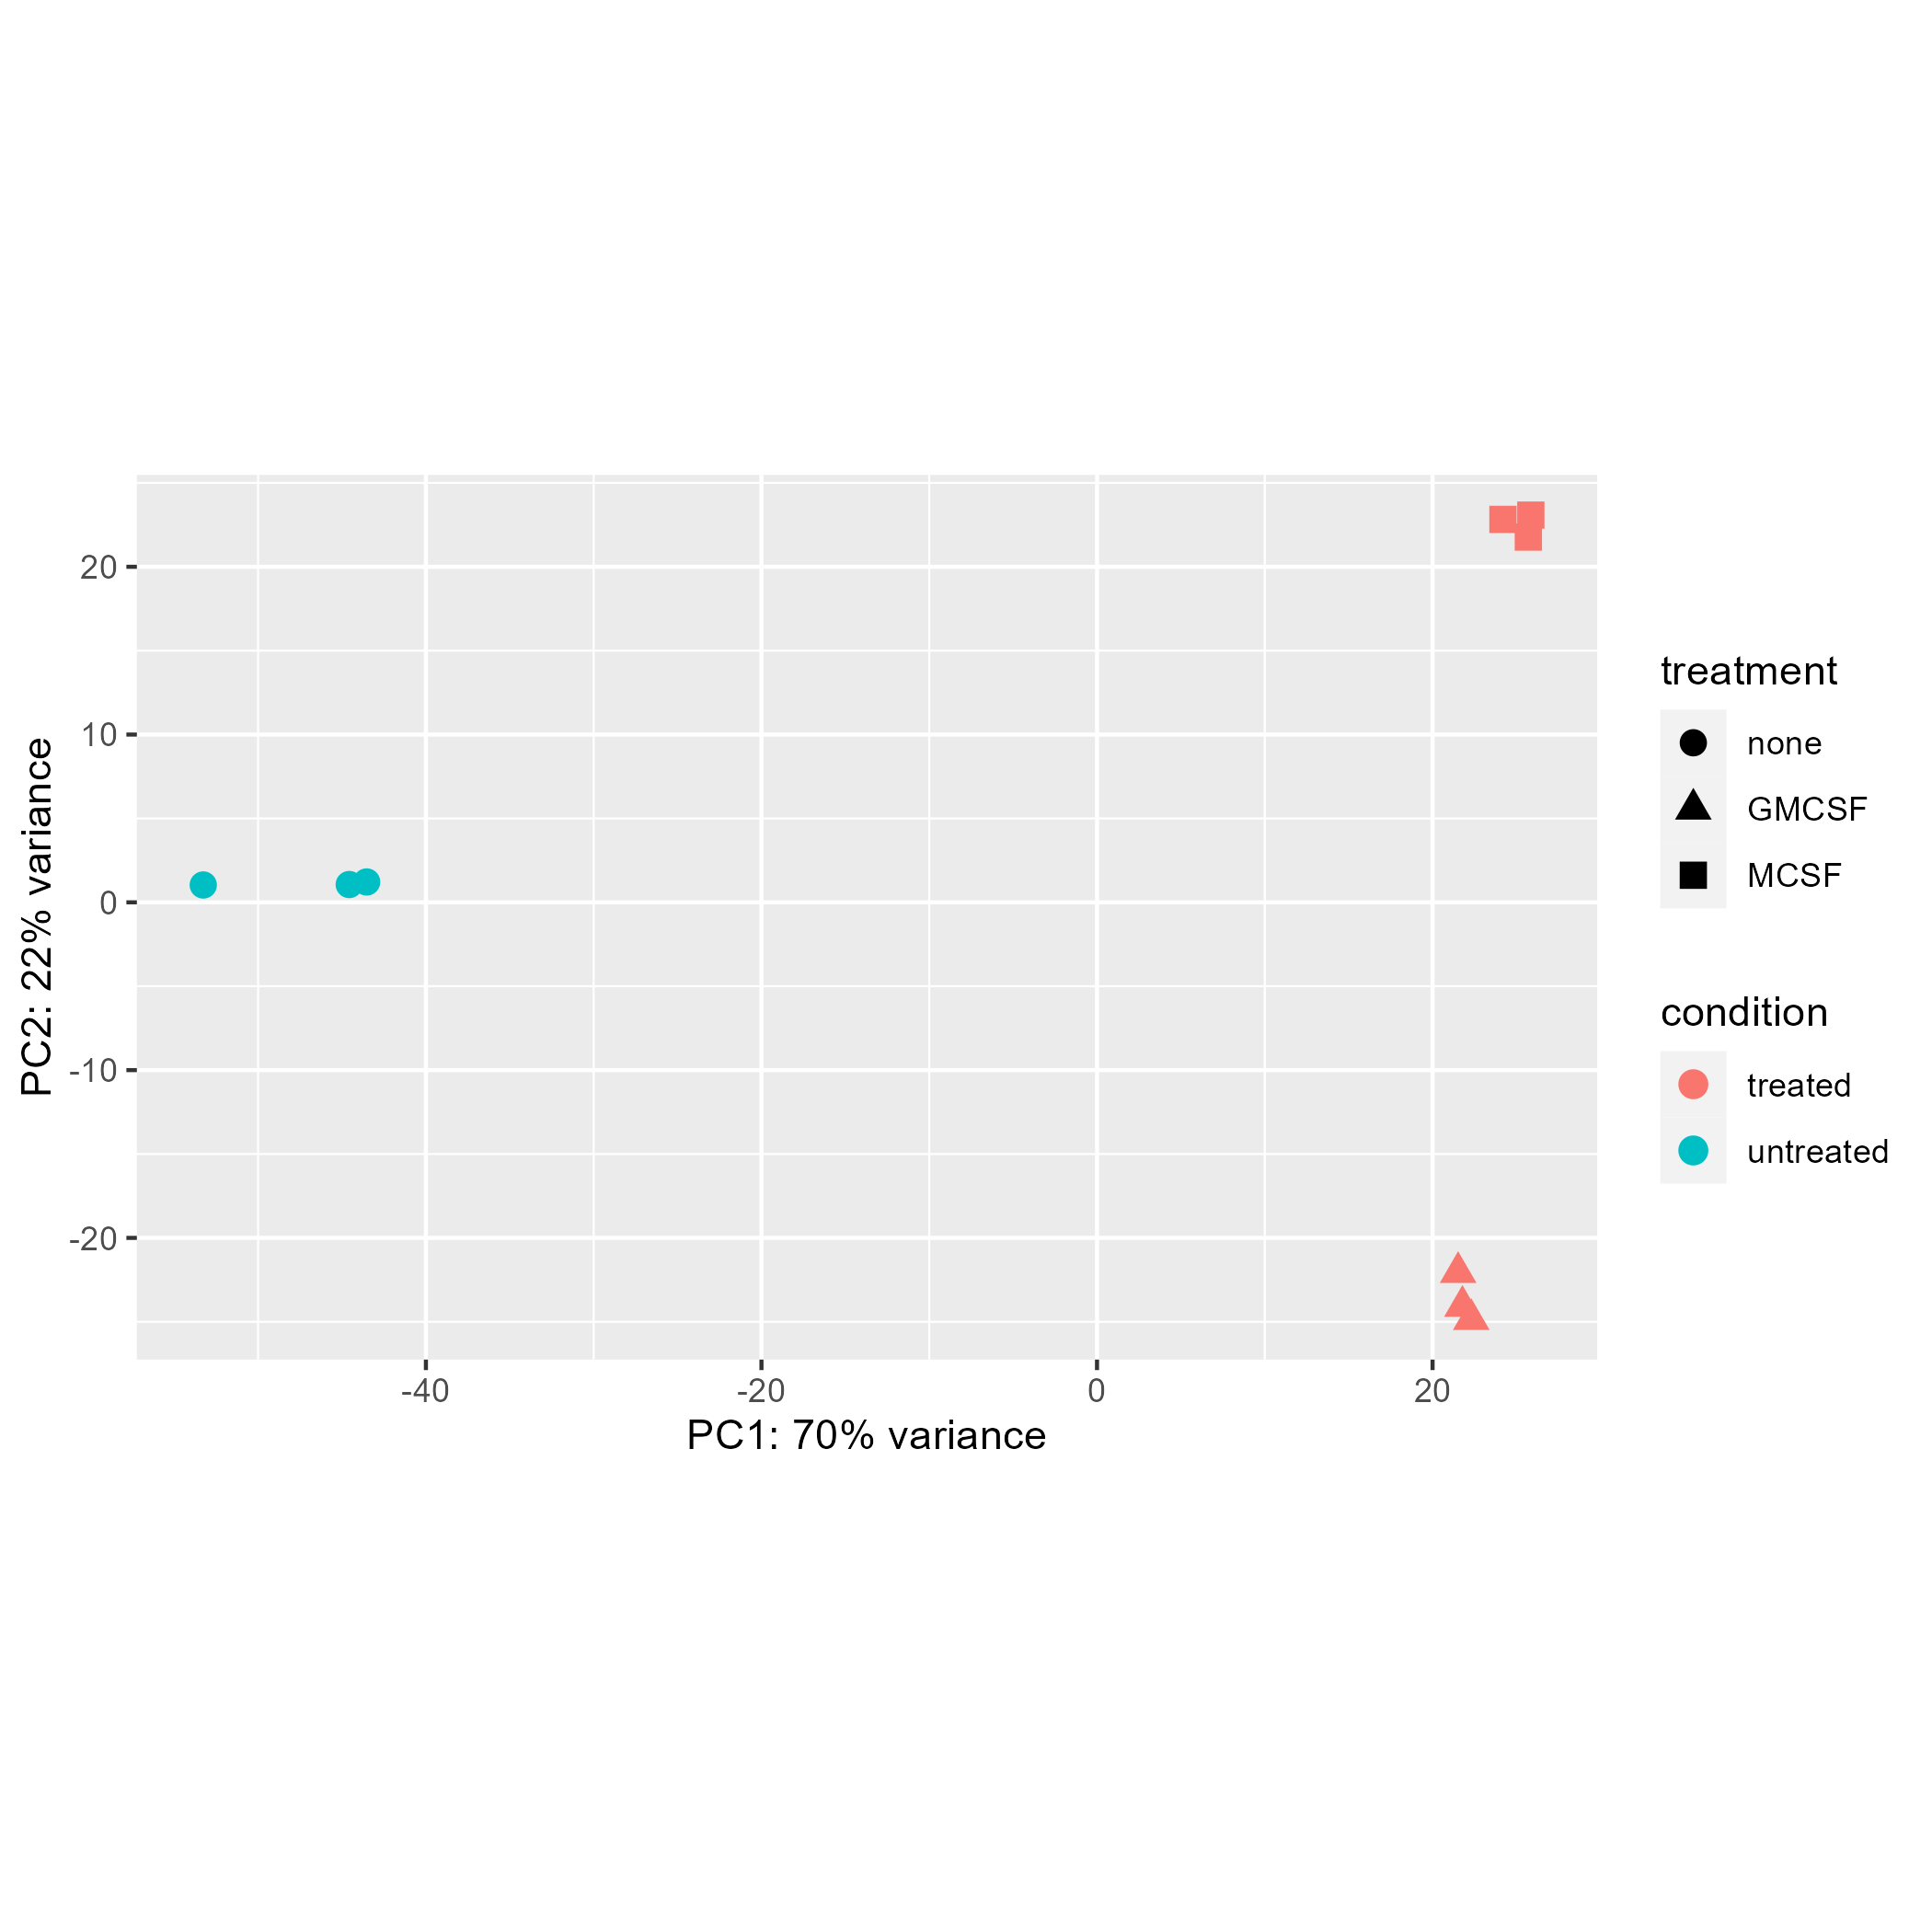 PC2: 22% variance
20
10
0
-10
-20
-40
-20
0
20
PC1: 70% variance
treatment
none
GMCSF
MCSF
condition
treated
untreated